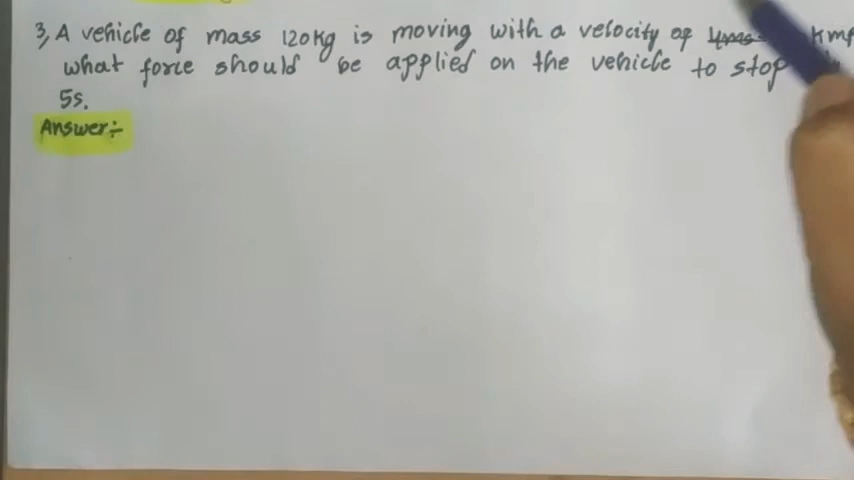 3, A vehicle of mass 120kg is moving with a velocity of kmp
what force should be applied on the vehicle to stop
5s.
Answer:-